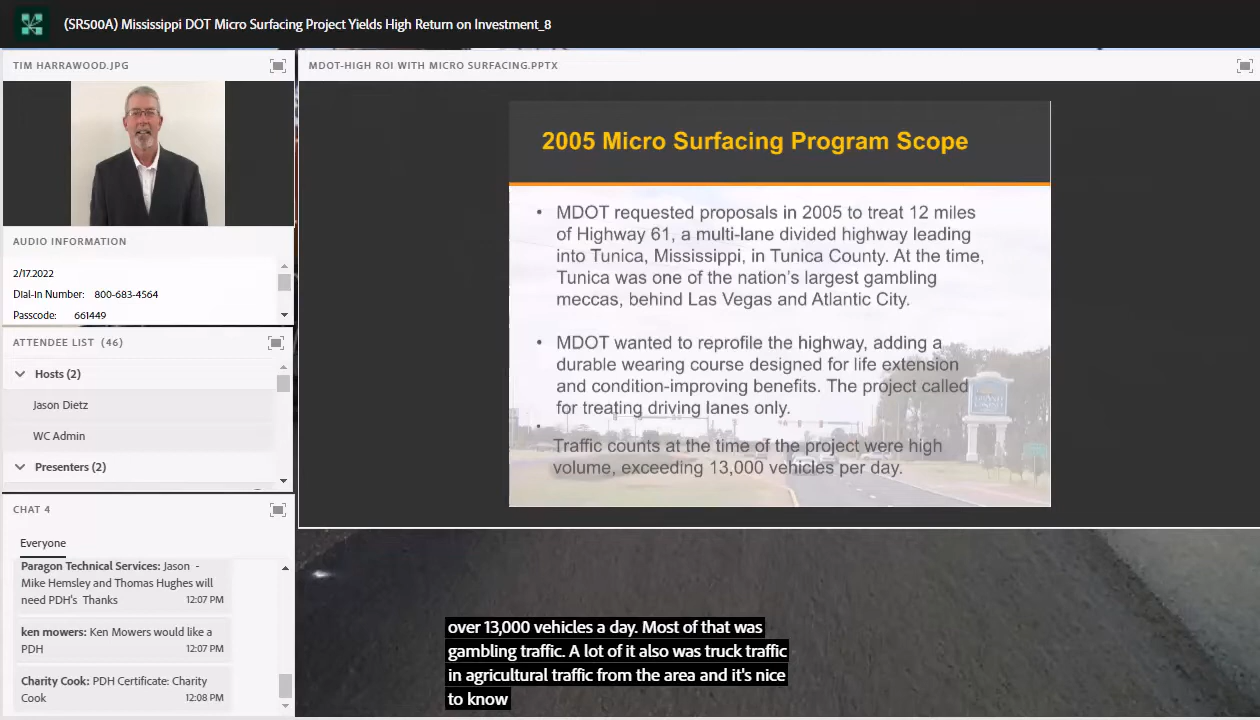 (SR500A) Mississippi DOT Micro Surfacing Project Yields High Return on Investment_8
TIM HARRAWOOD.JPG
AUDIO INFORMATION
2/17.2022
Dial-In Number: 800-683-4564
Passcode: 661449
ATTENDEE LIST (46)
Hosts (2)
Jason Dietz
WC Admin
Presenters (2)
CHAT 4
Everyone
Paragon Technical Services: Jason -
Mike Hemsley and Thomas Hughes will
need PDH's Thanks 12:07 PM
ken mowers: Ken Mowers would like a
PDH 12:07 PM
Charity Cook: PDH Certificate: Charity
Cook 12:08 PM
MDOT-HIGH ROI WITH MICRO SURFACING.PPTX
2005 Micro Surfacing Program Scope
• MDOT requested proposals in 2005 to treat 12 miles
of Highway 61, a multi-lane divided highway leading
into Tunica, Mississippi, in Tunica County. At the time,
Tunica was one of the nation's largest gambling
meccas, behind Las Vegas and Atlantic City.
• MDOT wanted to reprofile the highway, adding a
durable wearing course designed for life extension
and condition-improving benefits. The project called
for treating driving lanes only.
•
Traffic counts at the time of the project were high
volume, exceeding 13,000 vehicles per day.
over 13,000 vehicles a day. Most of that was
gambling traffic. A lot of it also was truck traffic
in agricultural traffic from the area and it's nice
to know